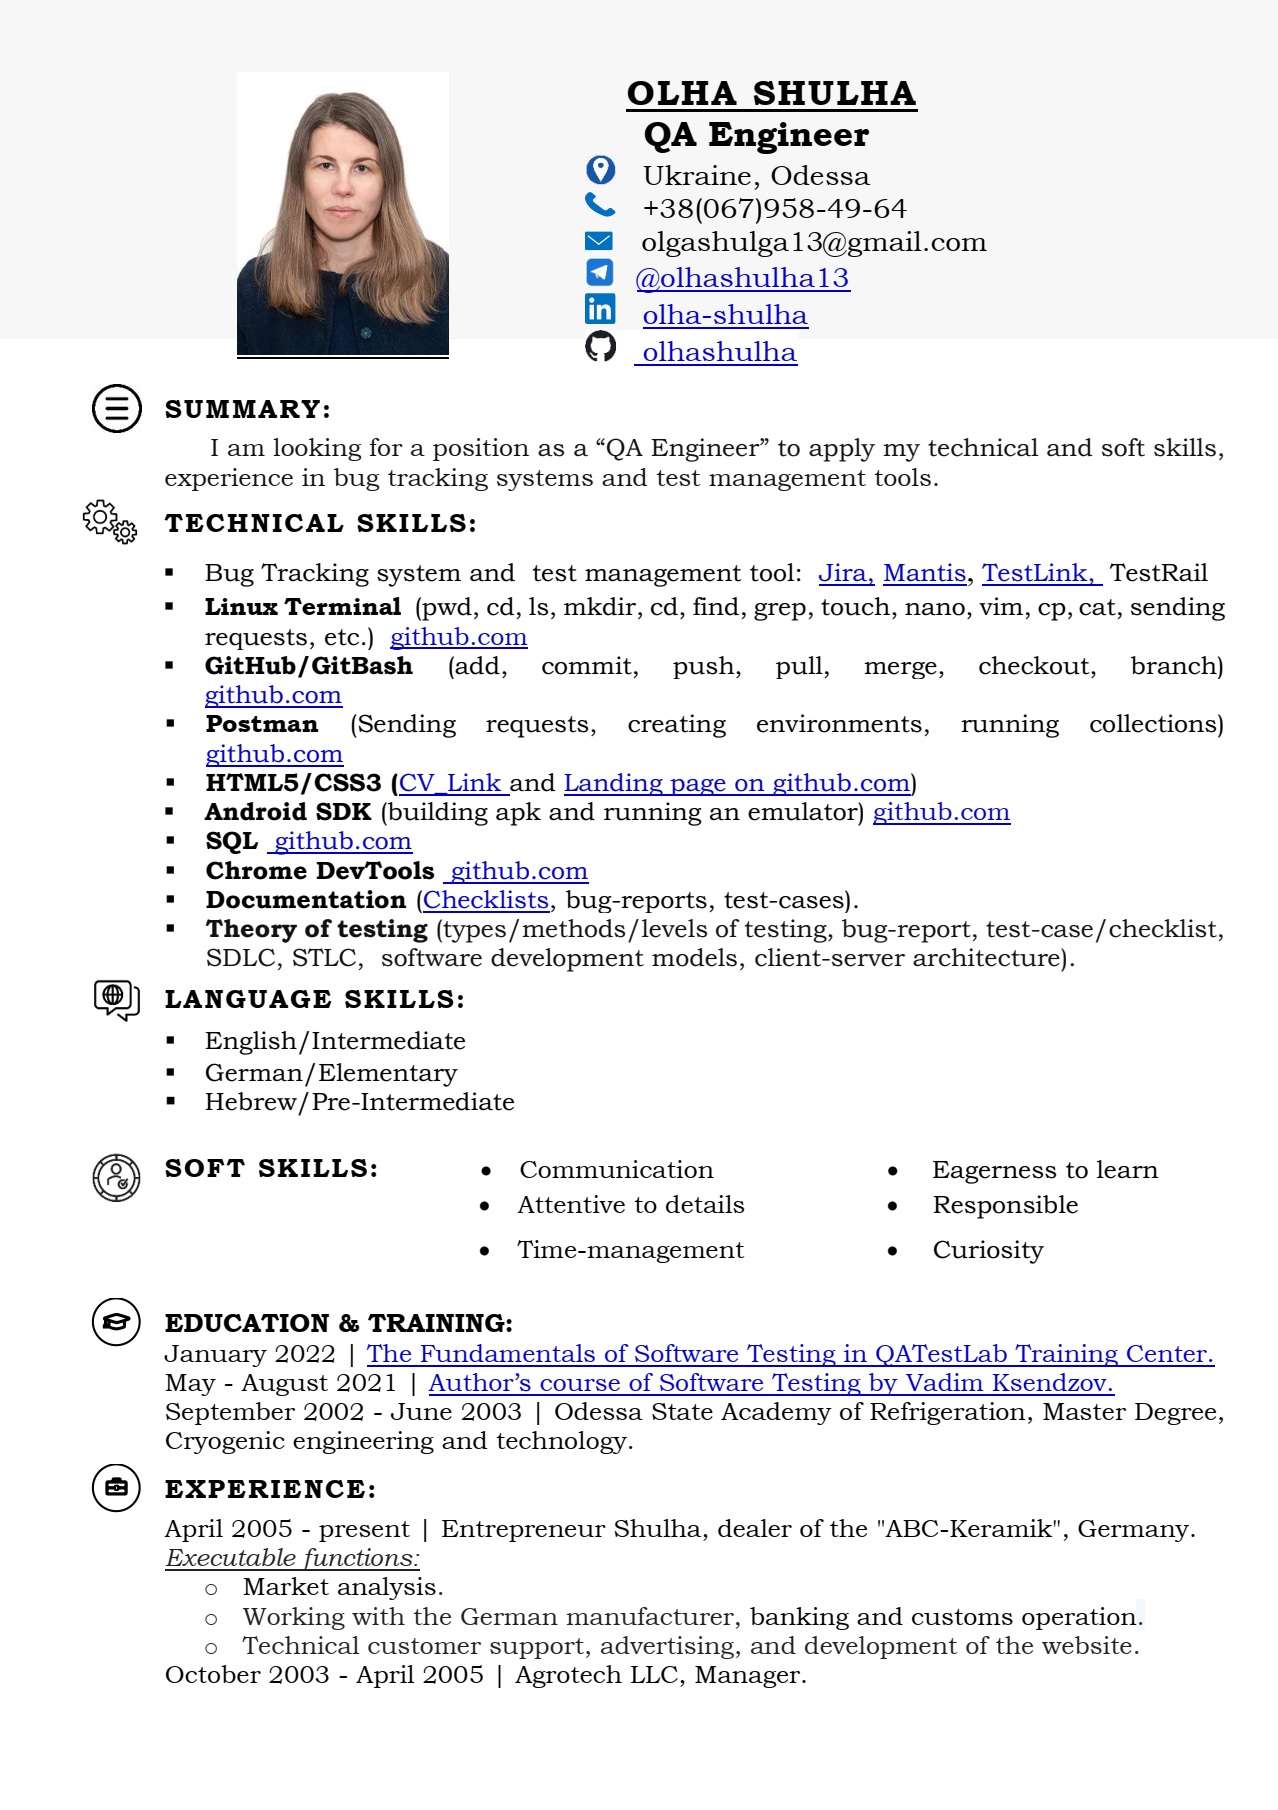 OLHA SHULHA
QA Engineer
Ukraine, Odessa
+38(067)958-49-64
olgashulga13@gmail.com
@olhashulha13
in olha-shulha
olhashulha
SUMMARY:
I am looking for a position as a “QA Engineer” to apply my technical and soft skills,
experience in bug tracking systems and test management tools.
TECHNICAL SKILLS:
▪ Bug Tracking system and test management tool: Jira, Mantis, TestLink, TestRail
▪ Linux Terminal (pwd, cd, ls, mkdir, cd, find, grep, touch, nano, vim, cp, cat, sending
requests, etc.) github.com
▪ GitHub/GitBash (add, commit, push, pull, merge, checkout, branch)
github.com
▪ Postman (Sending requests, creating environments, running collections)
github.com
▪ HTML5/CSS3 (CV_Link and Landing page on github.com)
▪ Android SDK (building apk and running an emulator) github.com
▪ SQL github.com
▪ Chrome DevTools github.com
▪ Documentation (Checklists, bug-reports, test-cases).
▪ Theory of testing (types/methods/levels of testing, bug-report, test-case/checklist,
SDLC, STLC, software development models, client-server architecture).
LANGUAGE SKILLS:
▪ English/Intermediate
▪ German/Elementary
▪ Hebrew/Pre-Intermediate
SOFT SKILLS: • Communication • Eagerness to learn
• Attentive to details • Responsible
• Time-management • Curiosity
EDUCATION & TRAINING:
January 2022 | The Fundamentals of Software Testing in QATestLab Training Center.
May - August 2021 | Author’s course of Software Testing by Vadim Ksendzov.
September 2002 - June 2003 | Odessa State Academy of Refrigeration, Master Degree,
Cryogenic engineering and technology.
EXPERIENCE:
April 2005 - present | Entrepreneur Shulha, dealer of the "ABC-Keramik", Germany.
Executable functions:
o Market analysis.
o Working with the German manufacturer, banking and customs operation.
o Technical customer support, advertising, and development of the website.
October 2003 - April 2005 | Agrotech LLC, Manager.